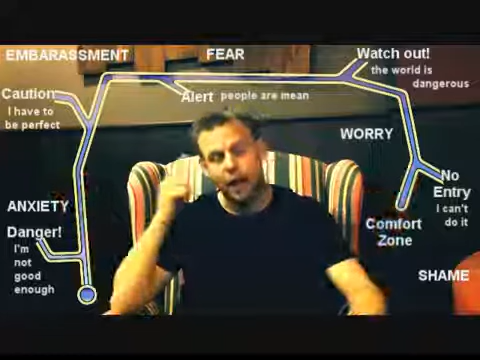 EMBARASSMENT
FEAR
Watch out!
the world is
dangerous
Caution
I have to
be perfect
Alert people are mean
WORRY
No
Entry
I can't
do it
ANXIETY
Danger!
I'm
not
good
enough
Comfort
Zone
SHAME